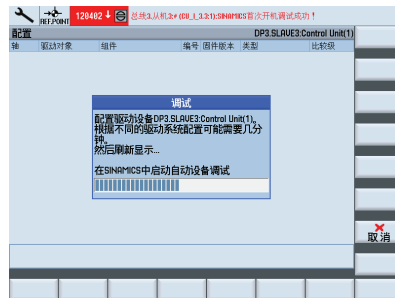 REF.POINT
120402 总线3.从机3:# (CU_I_3.3:1):SINAMICS首次开机调试成功!
配置 DP3.SLAVE3:Control Unit(1)
轴 驱动对象 组件 编号 固件版本 类型 比较级
调试
配置驱动设备DP3.SLAVE3:Control Unit(1)。
根据不同的驱动系统配置可能需要几分
钟。
然后刷新显示...
在SINAMICS中启动自动设备调试
取消